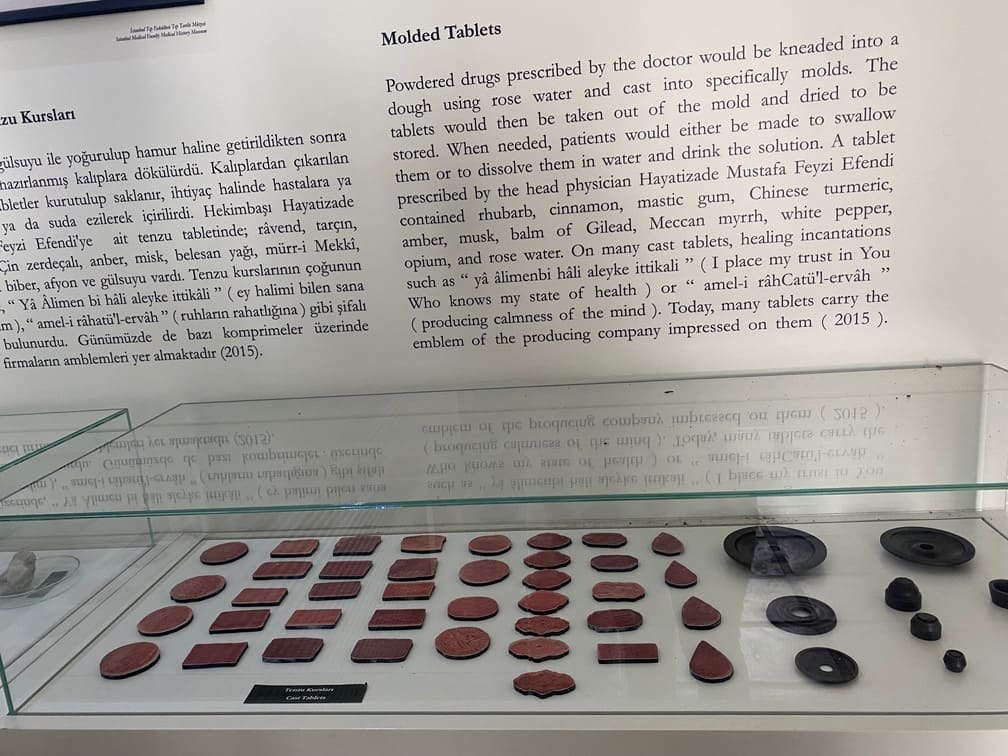 İstanbul Tıp Fakültesi Tıp Tarihi Müzesi
Istanbul Medical Faculty Medical History Museum
zu Kursları
gülsuyu ile yoğurulup hamur haline getirildikten sonra
hazırlanmış kalıplara dökülürdü. Kalıplardan çıkarılan
bletler kurutulup saklanır, ihtiyaç halinde hastalara ya
ya da suda ezilerek içirilirdi. Hekimbaşı Hayatizade
Feyzi Efendi'ye ait tenzu tabletinde; râvend, tarçın,
Çin zerdeçalı, anber, misk, belesan yağı, mürr-i Mekkî,
biber, afyon ve gülsuyu vardı. Tenzu kurslarının çoğunun
, “ Yâ Âlimen bi hâli aleyke ittikâli ” ( ey halimi bilen sana
m ), “ amel-i râhatü'l-ervâh ” ( ruhların rahatlığına ) gibi şifalı
bulunurdu. Günümüzde de bazı komprimeler üzerinde
firmaların amblemleri yer almaktadır (2015).
Molded Tablets
Powdered drugs prescribed by the doctor would be kneaded into a
dough using rose water and cast into specifically molds. The
tablets would then be taken out of the mold and dried to be
stored. When needed, patients would either be made to swallow
them or to dissolve them in water and drink the solution. A tablet
prescribed by the head physician Hayatizade Mustafa Feyzi Efendi
contained rhubarb, cinnamon, mastic gum, Chinese turmeric,
amber, musk, balm of Gilead, Meccan myrrh, white pepper,
opium, and rose water. On many cast tablets, healing incantations
such as “ yâ âlimenbi hâli aleyke ittikali ” ( I place my trust in You
Who knows my state of health ) or “ amel-i râhCatü'l-ervâh ”
( producing calmness of the mind ). Today, many tablets carry the
emblem of the producing company impressed on them ( 2015 ).
Tenzu Kursları
Cast Tablets